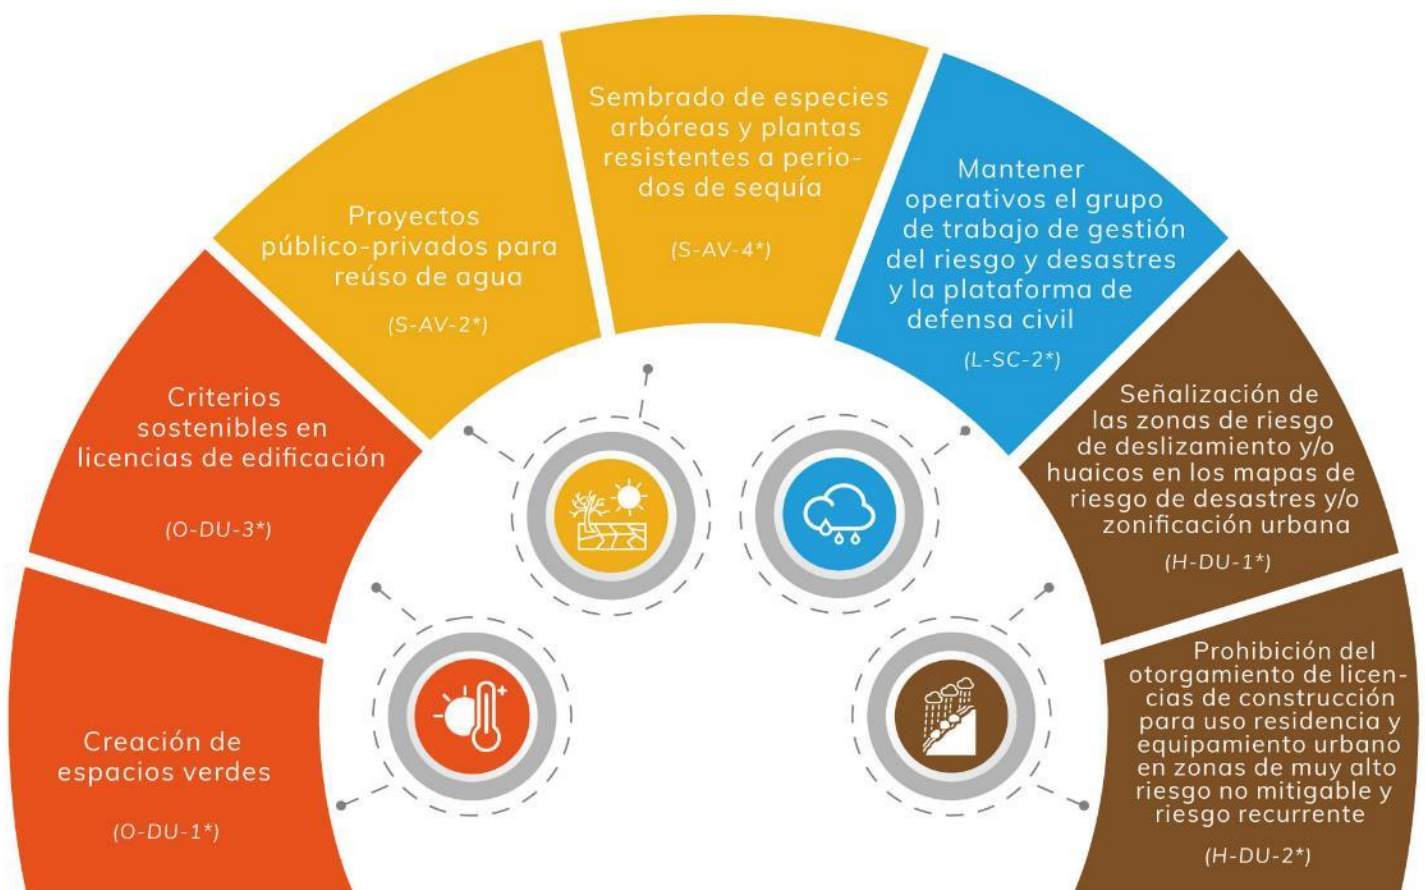 Creación de
espacios verdes
(O-DU-1*)
Criterios
sostenibles en
licencias de edificación
(O-DU-3*)
Proyectos
público-privados para
reúso de agua
(S-AV-2*)
Sembrado de especies
arbóreas y plantas
resistentes a perio-
dos de sequía
(S-AV-4*)
Mantener
operativos el grupo
de trabajo de gestión
del riesgo y desastres
y la plataforma de
defensa civil
(L-SC-2*)
Señalización de
las zonas de riesgo
de deslizamiento y/o
huaicos en los mapas de
riesgo de desastres y/o
zonificación urbana
(H-DU-1*)
Prohibición del
otorgamiento de licen-
cias de construcción
para uso residencia y
equipamiento urbano
en zonas de muy alto
riesgo no mitigable y
riesgo recurrente
(H-DU-2*)